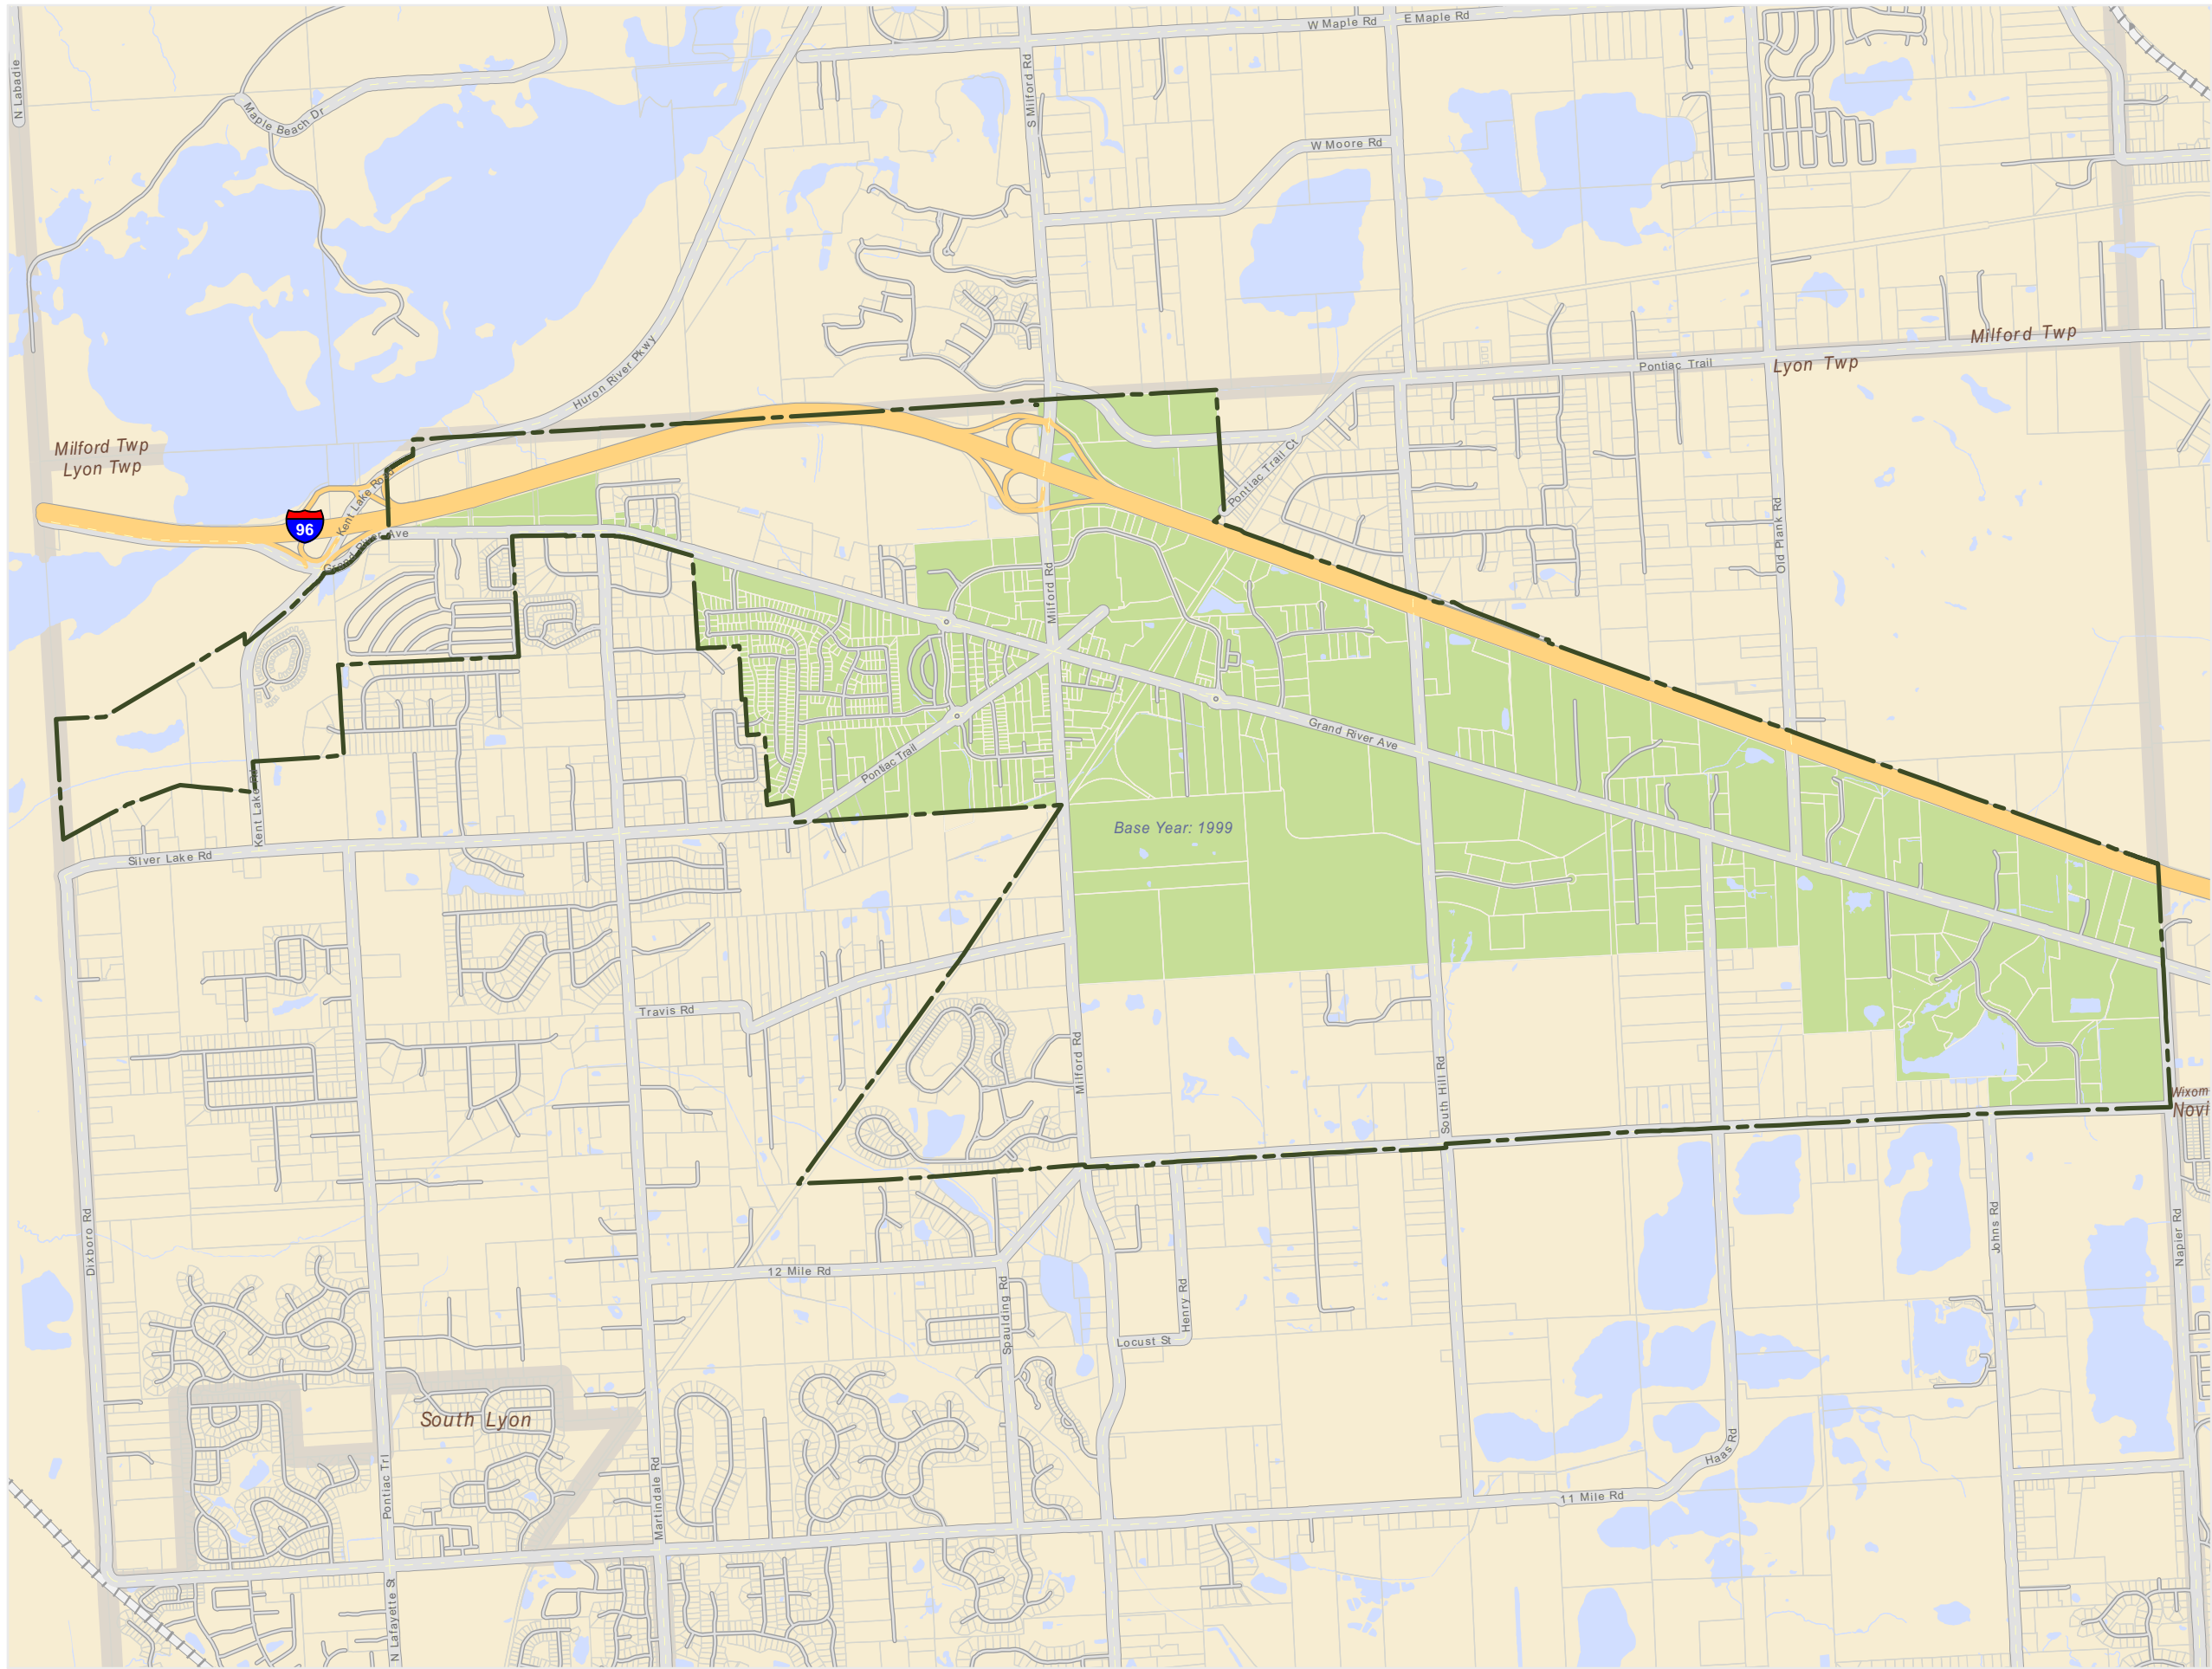 W Maple Rd
E Maple Rd
N Labadie
Maple Beach Dr
S Milford Rd
W Moore Rd
Huron River Pkwy
Milford Twp
Lyon Twp
Pontiac Trail
Milford Twp
Lyon Twp
Kent Lake Road
96
Grand River Ave
Pontiac Trail Ct
Old Plank Rd
Milford Rd
Grand River Ave
Pontiac Trail
Kent Lake Rd
Base Year: 1999
Silver Lake Rd
Travis Rd
Milford Rd
South Hill Rd
Wixom
Novi
Dixboro Rd
12 Mile Rd
Spaulding Rd
Henry Rd
Johns Rd
Napier Rd
Locust St
South Lyon
Pontiac Trl
Martindale Rd
Haas Rd
11 Mile Rd
N Lafayette St